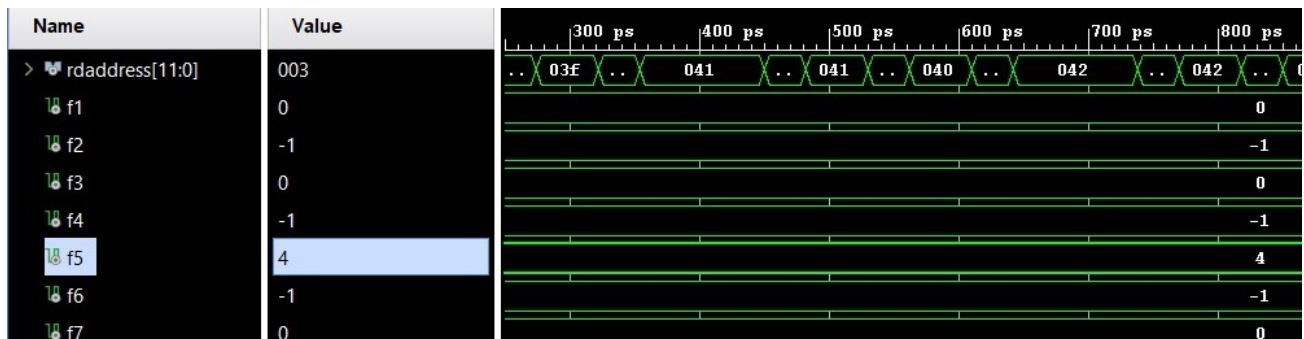 Name Value
300 ps 400 ps 500 ps 600 ps 700 ps 800 ps
> rdaddress[11:0] 003 .. 03f .. 041 .. 041 .. 040 .. 042 .. 042 ..
f1 0 0
f2 -1 -1
f3 0 0
f4 -1 -1
f5 4 4
f6 -1 -1
f7 0 0